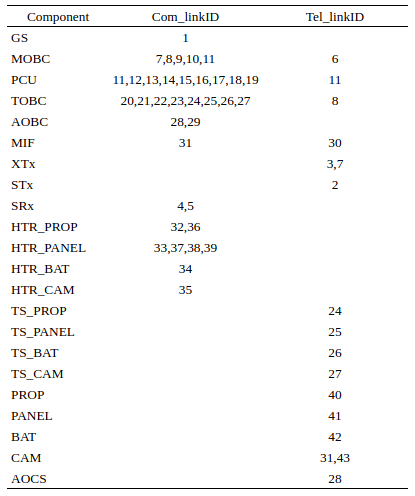 Component Com_linkID Tel_linkID
GS 1
MOBC 7,8,9,10,11 6
PCU 11,12,13,14,15,16,17,18,19 11
TOBC 20,21,22,23,24,25,26,27 8
AOBC 28,29
MIF 31 30
XTx 3,7
STx 2
SRx 4,5
HTR_PROP 32,36
HTR_PANEL 33,37,38,39
HTR_BAT 34
HTR_CAM 35
TS_PROP 24
TS_PANEL 25
TS_BAT 26
TS_CAM 27
PROP 40
PANEL 41
BAT 42
CAM 31,43
AOCS 28